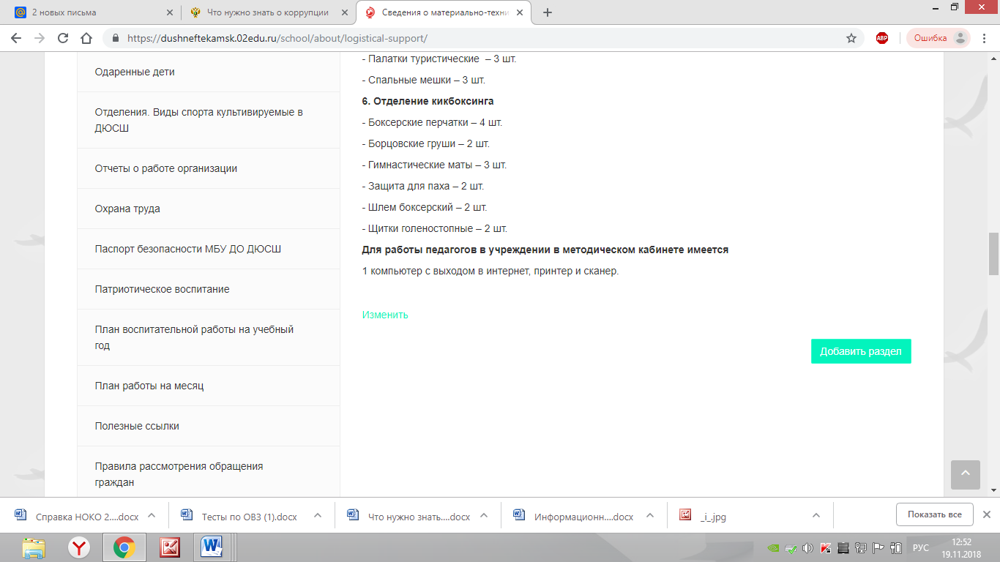 2 новых письма
Что нужно знать о коррупции
Сведения о материально-техни
https://dushneftekamsk.02edu.ru/school/about/logistical-support/
ABP
Ошибка
Одаренные дети
Отделения. Виды спорта культивируемые в
ДЮСШ
Отчеты о работе организации
Охрана труда
Паспорт безопасности МБУ ДО ДЮСШ
Патриотическое воспитание
План воспитательной работы на учебный
год
План работы на месяц
Полезные ссылки
Правила рассмотрения обращения
граждан
- Палатки туристические – 3 шт.
- Спальные мешки – 3 шт.
6. Отделение кикбоксинга
- Боксерские перчатки – 4 шт.
- Борцовские груши – 2 шт.
- Гимнастические маты – 3 шт.
- Защита для паха – 2 шт.
- Шлем боксерский – 2 шт.
- Щитки голеностопные – 2 шт.
Для работы педагогов в учреждении в методическом кабинете имеется
1 компьютер с выходом в интернет, принтер и сканер.
Изменить
Добавить раздел
Справка НОКО 2....docx
Тесты по ОВЗ (1).docx
Что нужно знать....docx
Информационн....docx
_i_.jpg
Показать все
РУС
12:52
19.11.2018